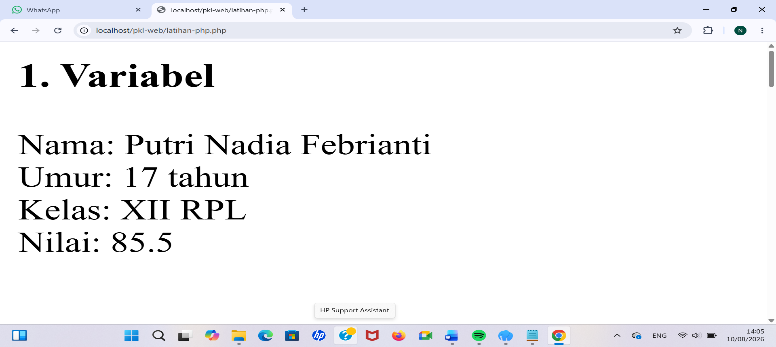 WhatsApp
localhost/pkl-web/latihan-php.p
localhost/pkl-web/latihan-php.php
N
1. Variabel
Nama: Putri Nadia Febrianti
Umur: 17 tahun
Kelas: XII RPL
Nilai: 85.5
HP Support Assistant
hp
ENG
14:05
10/08/2026